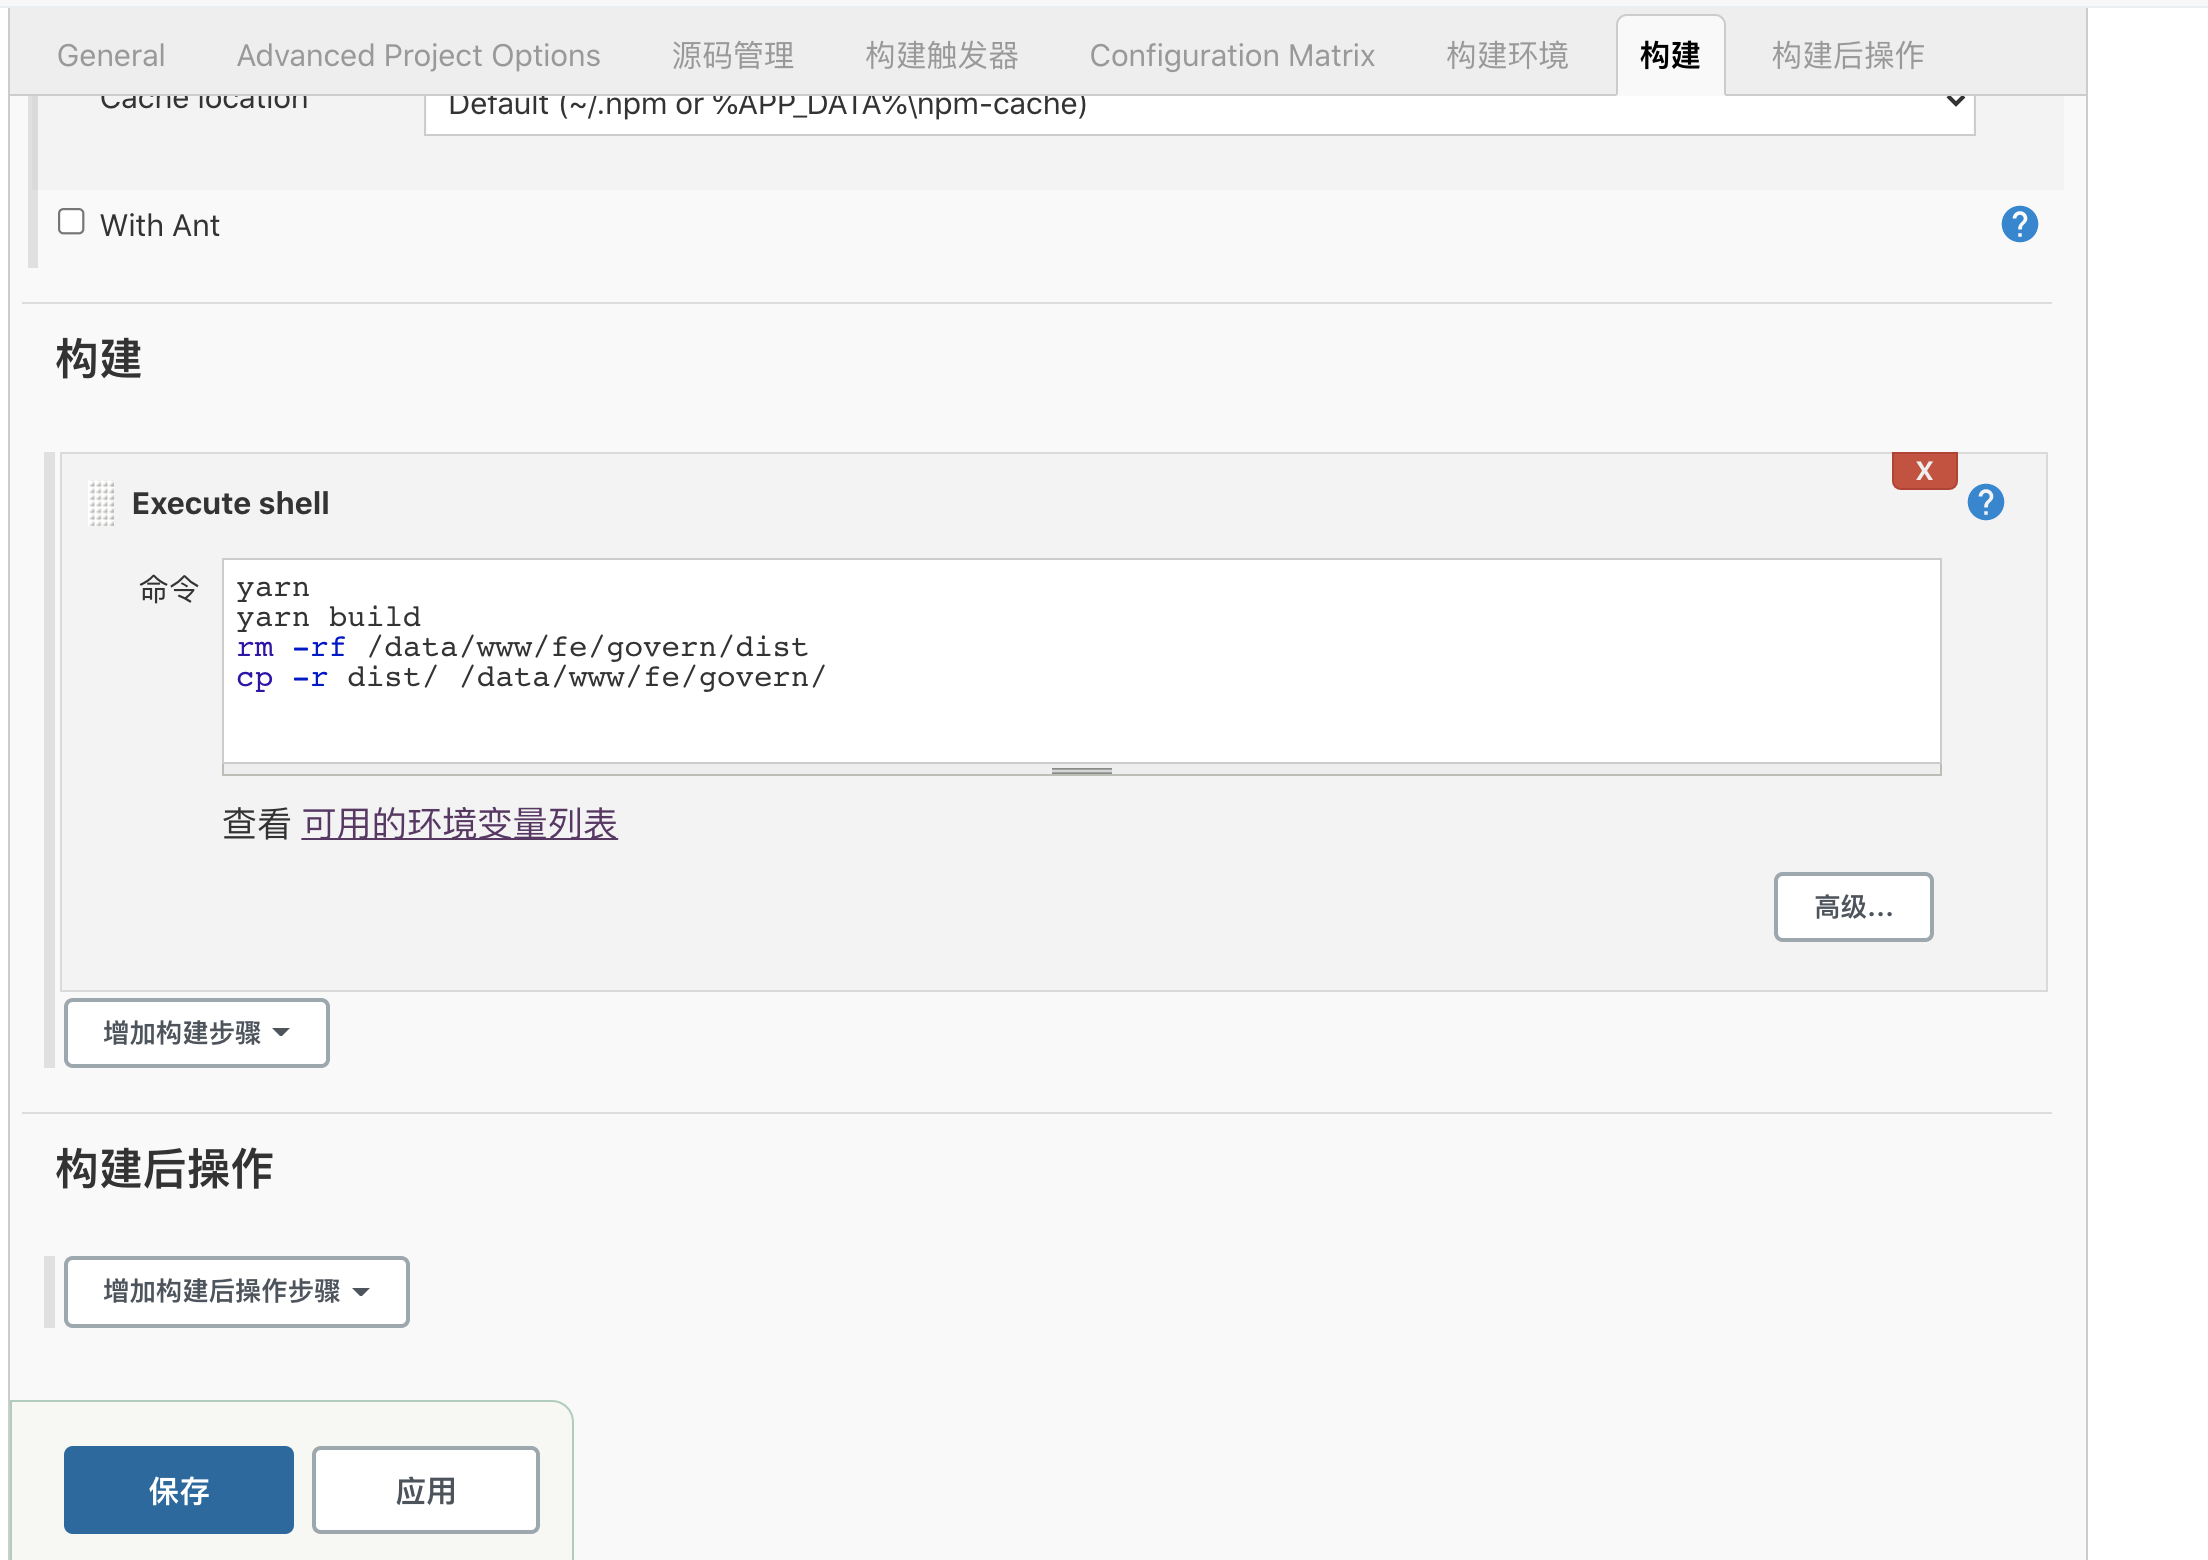 General Advanced Project Options 源码管理 构建触发器 Configuration Matrix 构建环境 构建 构建后操作
Cache location Default (~/.npm or %APP_DATA%\npm-cache)
With Ant ?
构建
X
Execute shell ?
命令 yarn
yarn build
rm -rf /data/www/fe/govern/dist
cp -r dist/ /data/www/fe/govern/
查看 可用的环境变量列表
高级...
增加构建步骤
构建后操作
增加构建后操作步骤
保存 应用